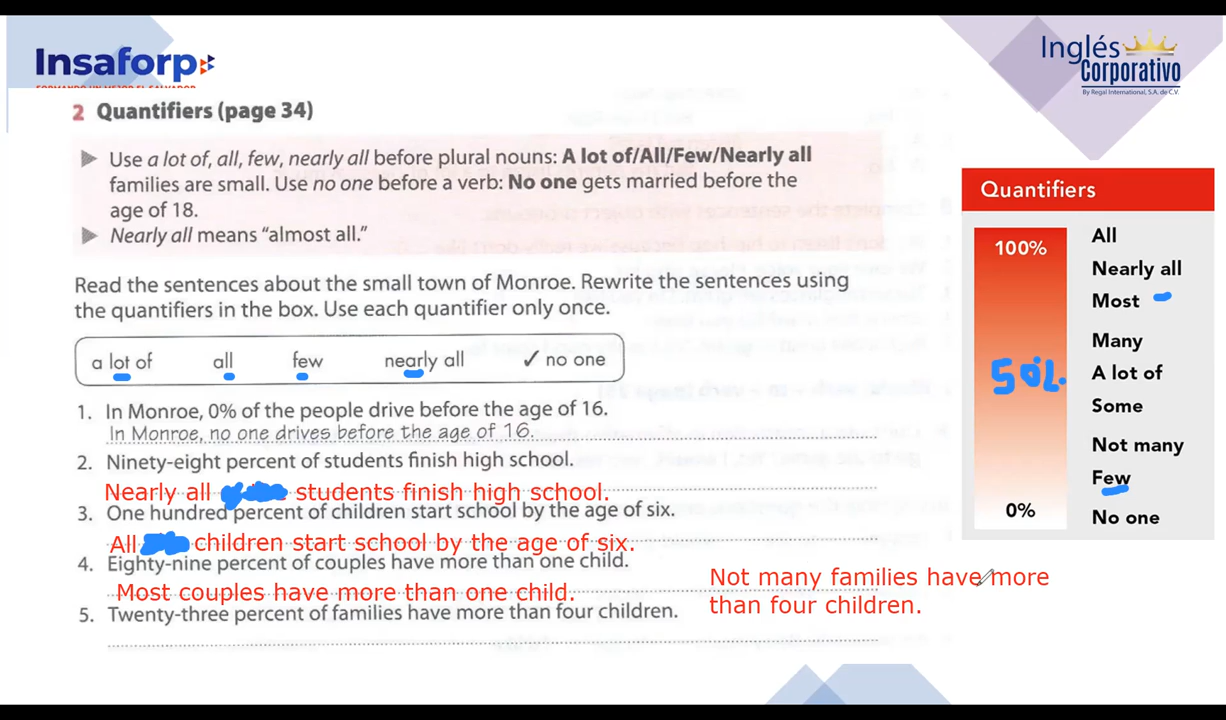 Insaforp
Inglés
Corporativo
By Regal International, S.A. de C.V.
2 Quantifiers (page 34)
Use a lot of, all, few, nearly all before plural nouns: A lot of/All/Few/Nearly all
families are small. Use no one before a verb: No one gets married before the
age of 18.
Nearly all means “almost all.”
Read the sentences about the small town of Monroe. Rewrite the sentences using
the quantifiers in the box. Use each quantifier only once.
a lot of all few nearly all ✓ no one
1. In Monroe, 0% of the people drive before the age of 16.
In Monroe, no one drives before the age of 16.
2. Ninety-eight percent of students finish high school.
Nearly all students finish high school.
3. One hundred percent of children start school by the age of six.
All children start school by the age of six.
4. Eighty-nine percent of couples have more than one child.
Most couples have more than one child.
5. Twenty-three percent of families have more than four children.
Not many families have more
than four children.
Quantifiers
100%
50%.
0%
All
Nearly all
Most
Many
A lot of
Some
Not many
Few
No one